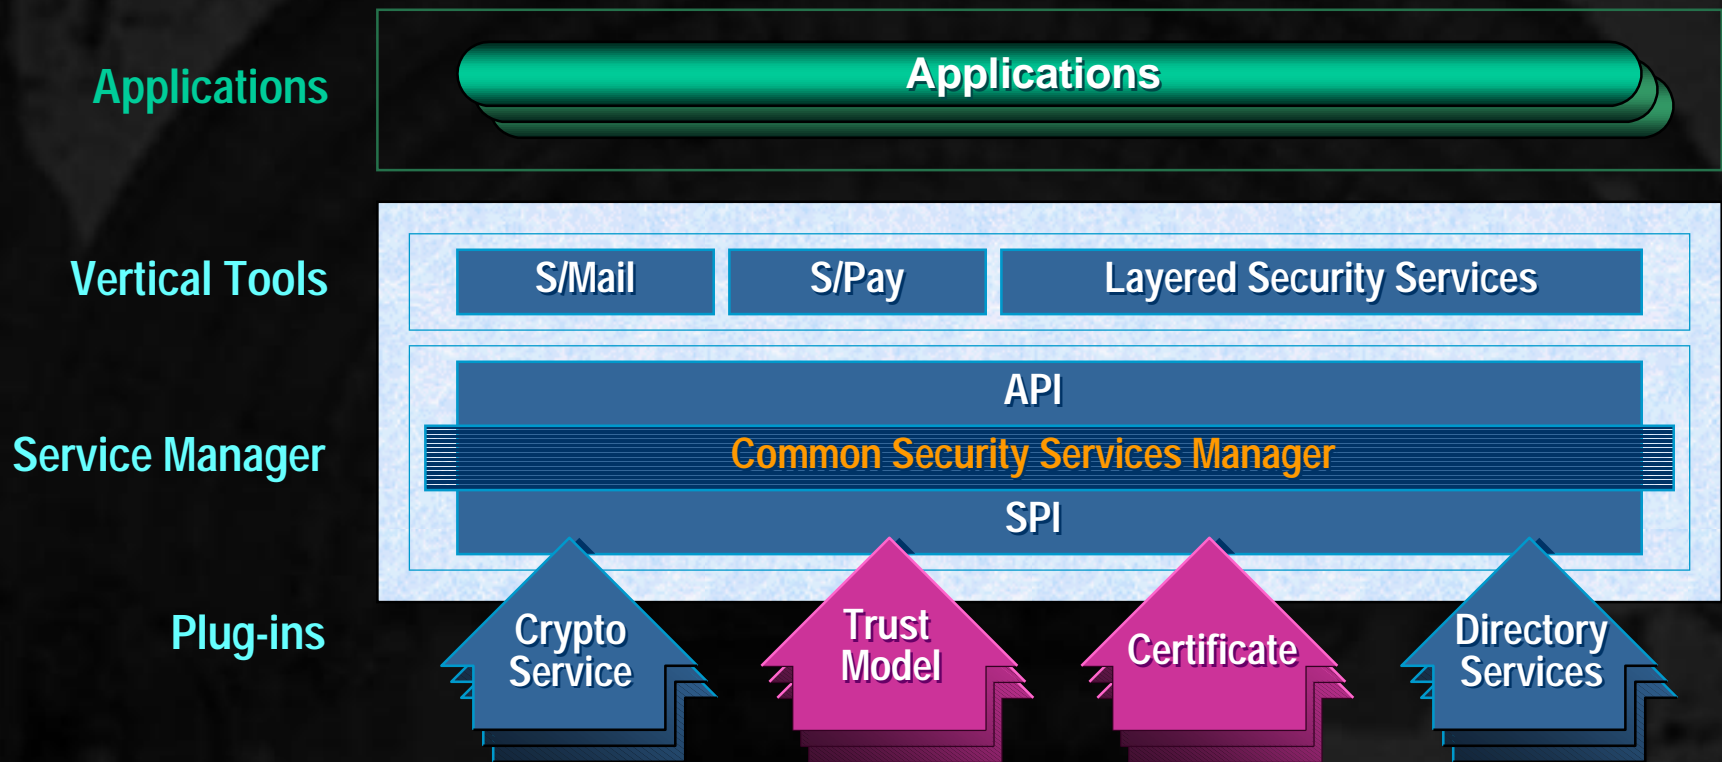 Applications
Applications
Vertical Tools
S/Mail
S/Pay
Layered Security Services
API
Service Manager
Common Security Services Manager
SPI
Plug-ins
Crypto
Service
Trust
Model
Certificate
Directory
Services